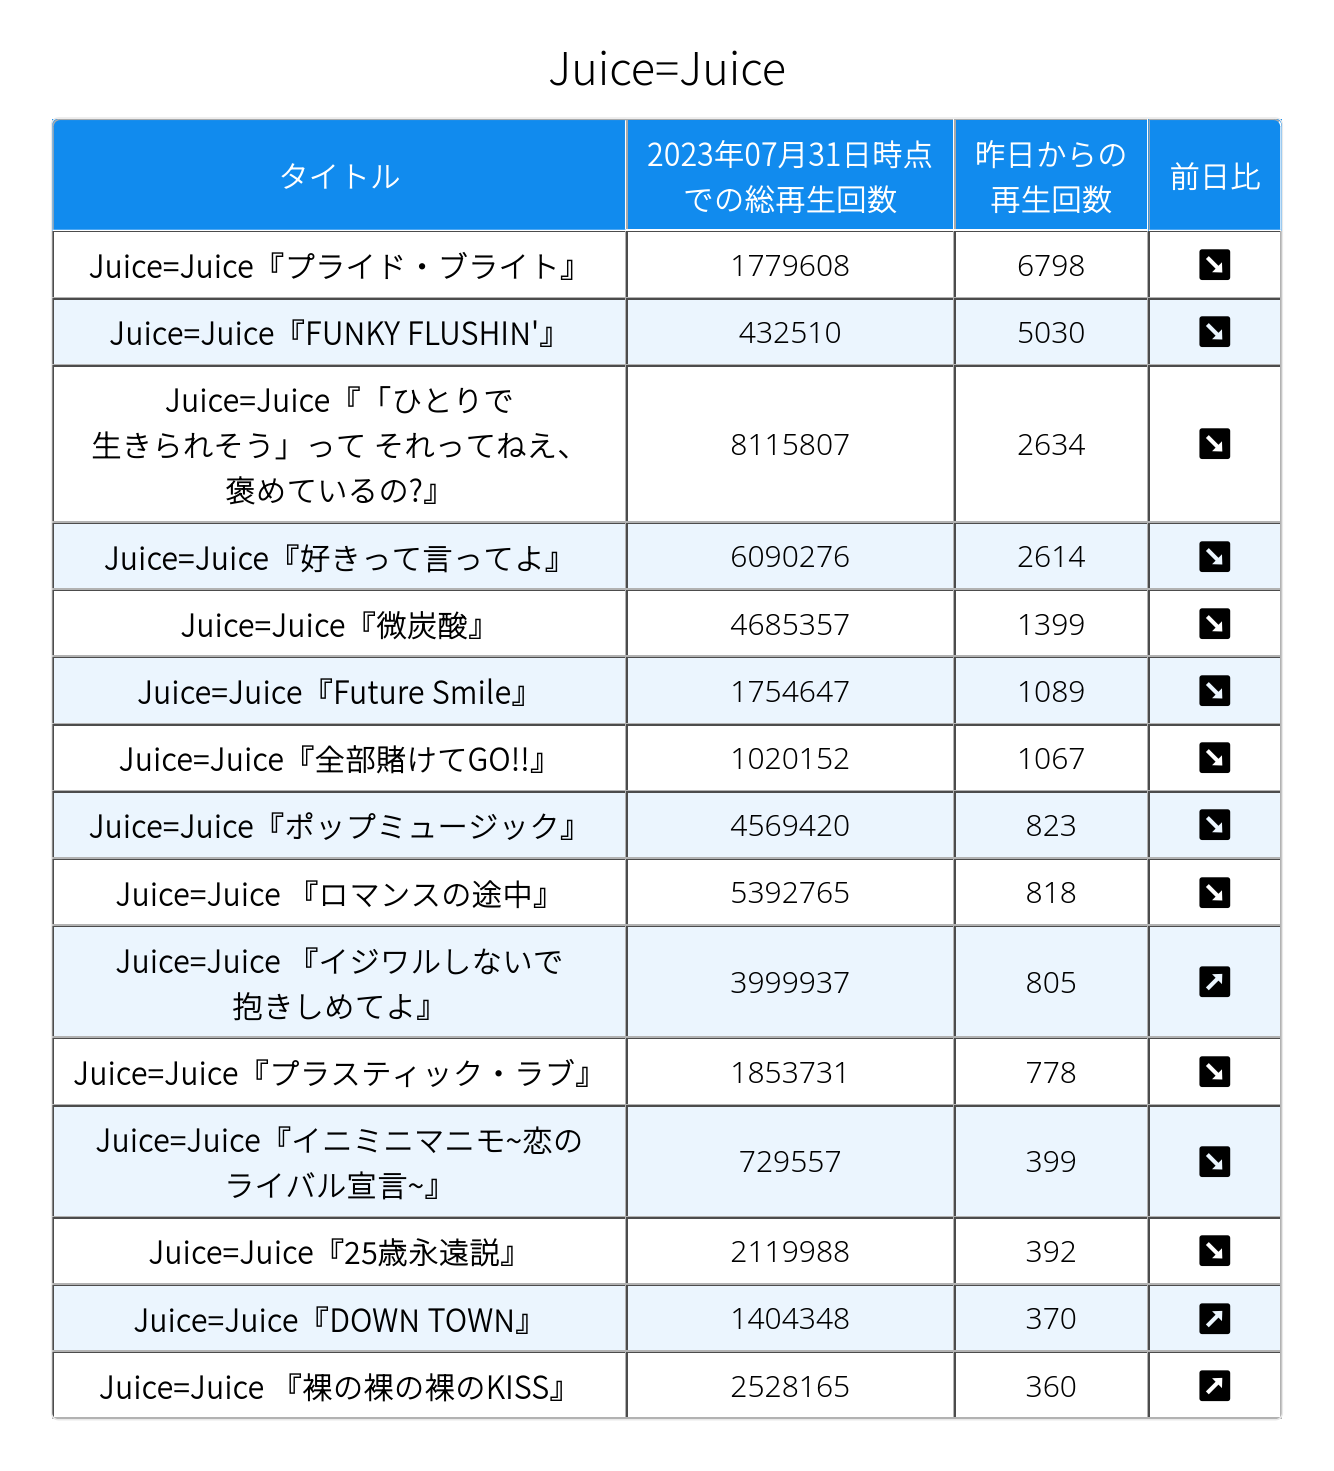 Juice=Juice
タイトル
2023年07月31日時点
での総再生回数
昨日からの
再生回数
前日比
Juice=Juice『プライド・ブライト』
1779608
6798
Juice=Juice『FUNKY FLUSHIN'』
432510
5030
Juice=Juice『「ひとりで
生きられそう」って それってねえ、
褒めているの?』
8115807
2634
Juice=Juice『好きって言ってよ』
6090276
2614
Juice=Juice『微炭酸』
4685357
1399
Juice=Juice『Future Smile』
1754647
1089
Juice=Juice『全部賭けてGO!!』
1020152
1067
Juice=Juice『ポップミュージック』
4569420
823
Juice=Juice 『ロマンスの途中』
5392765
818
Juice=Juice 『イジワルしないで
抱きしめてよ』
3999937
805
Juice=Juice『プラスティック・ラブ』
1853731
778
Juice=Juice『イニミニマニモ~恋の
ライバル宣言~』
729557
399
Juice=Juice『25歳永遠説』
2119988
392
Juice=Juice『DOWN TOWN』
1404348
370
Juice=Juice 『裸の裸の裸のKISS』
2528165
360